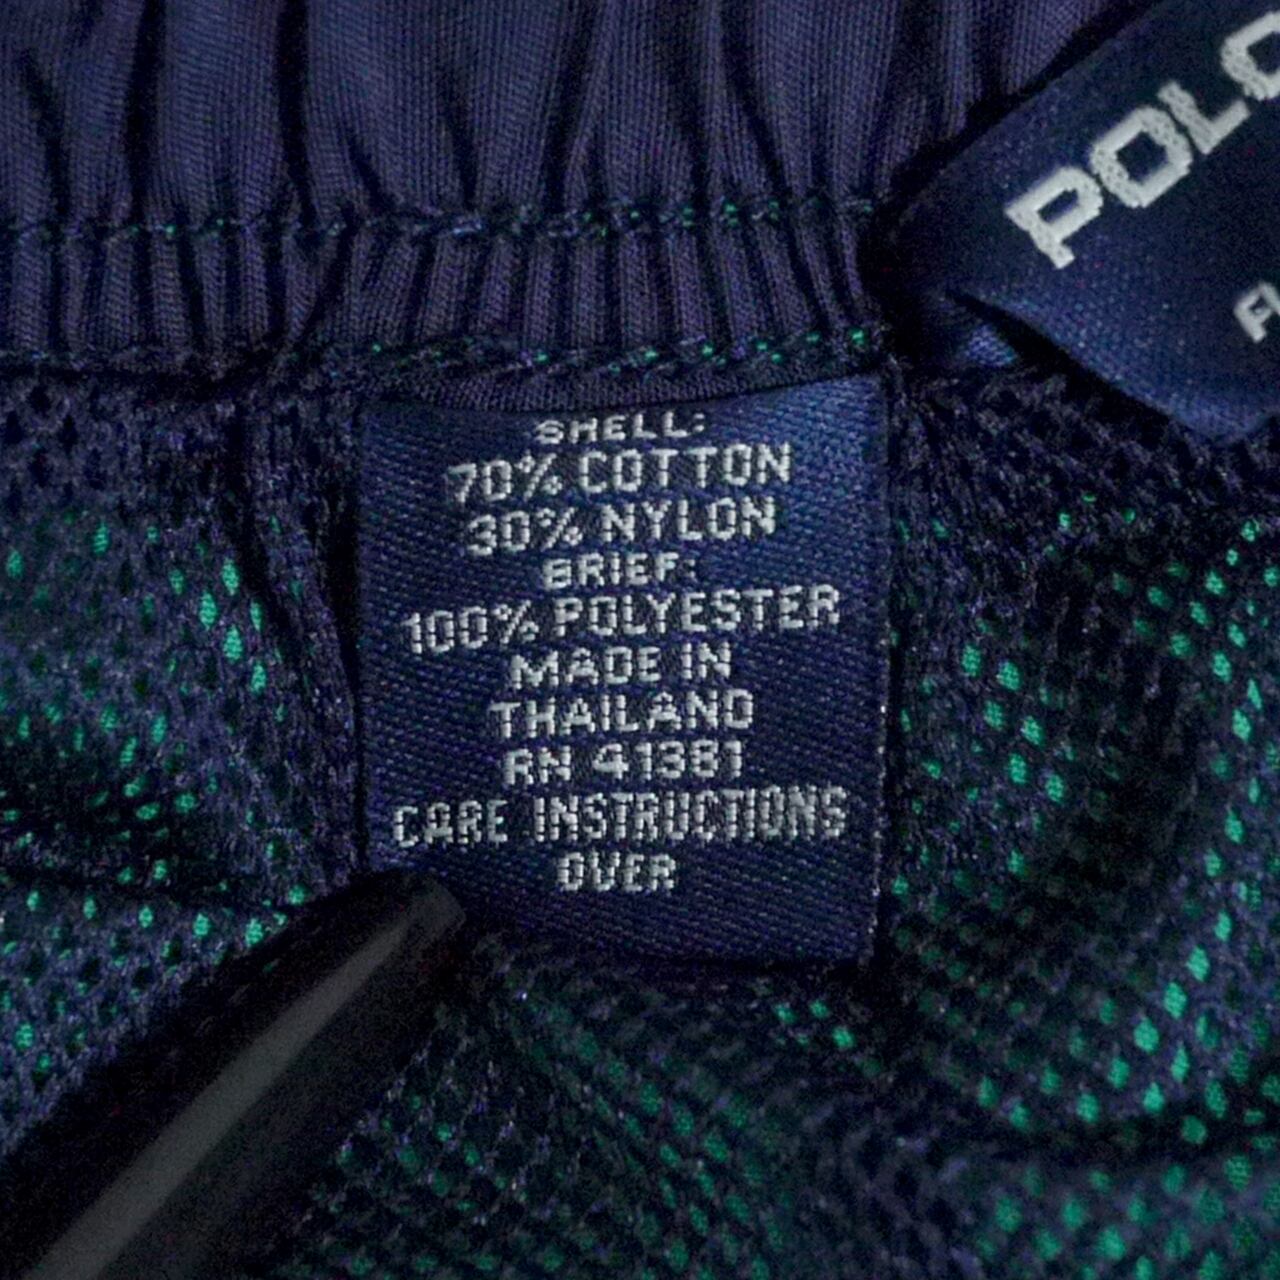 POLO
SHELL:
70% COTTON
30% NYLON
BRIEF:
100% POLYESTER
MADE IN
THAILAND
RN 41381
CARE INSTRUCTIONS
OVER